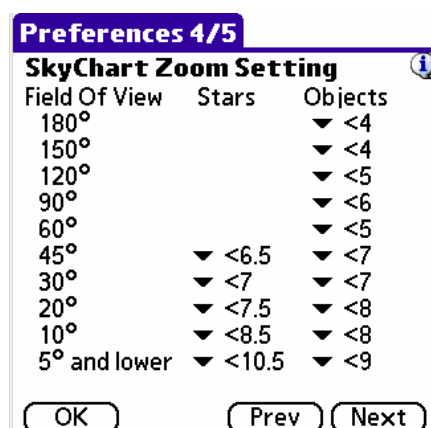 Preferences 4/5
SkyChart Zoom Setting
Field Of View Stars Objects
180° <4
150° <4
120° <5
90° <6
60° <5
45° <6.5 <7
30° <7 <7
20° <7.5 <8
10° <8.5 <8
5° and lower <10.5 <9
OK Prev Next